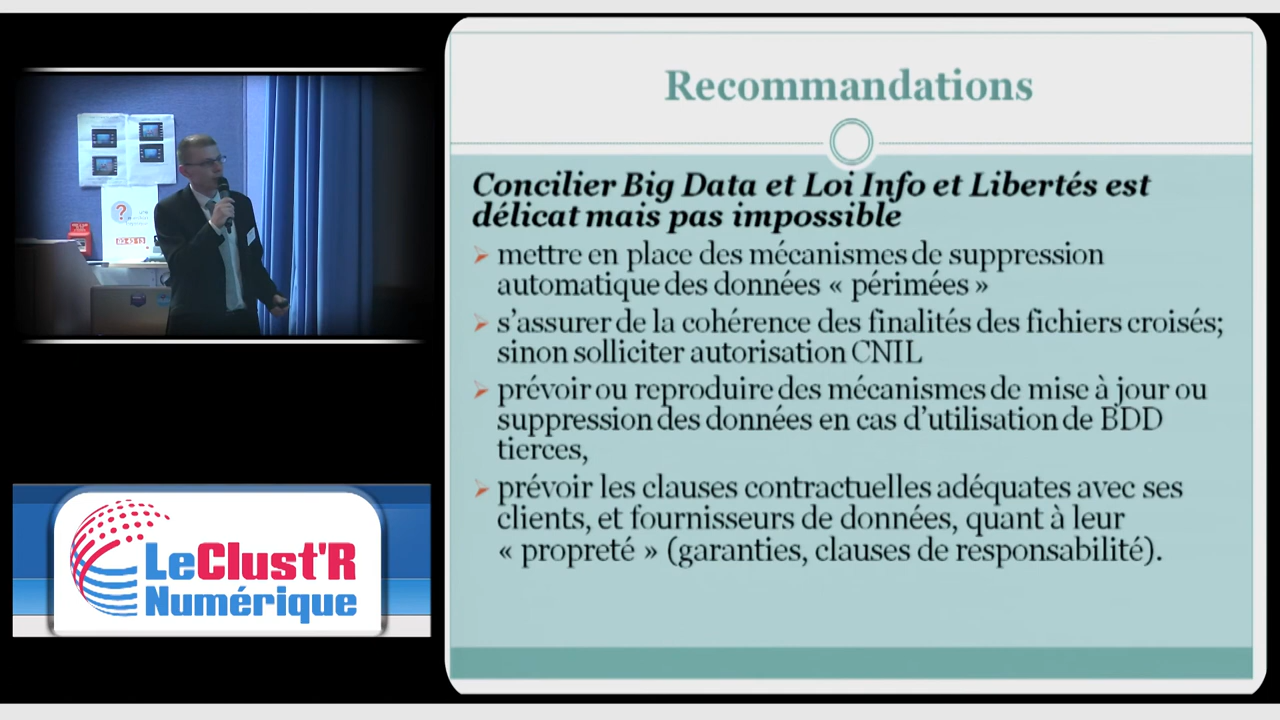 Recommandations
Concilier Big Data et Loi Info et Libertés est
délicat mais pas impossible
mettre en place des mécanismes de suppression
automatique des données « périmées »
s'assurer de la cohérence des finalités des fichiers croisés;
sinon solliciter autorisation CNIL
prévoir ou reproduire des mécanismes de mise à jour ou
suppression des données en cas d'utilisation de BDD
tierces,
prévoir les clauses contractuelles adéquates avec ses
clients, et fournisseurs de données, quant à leur
« propreté » (garanties, clauses de responsabilité).
LeClust'R
Numérique